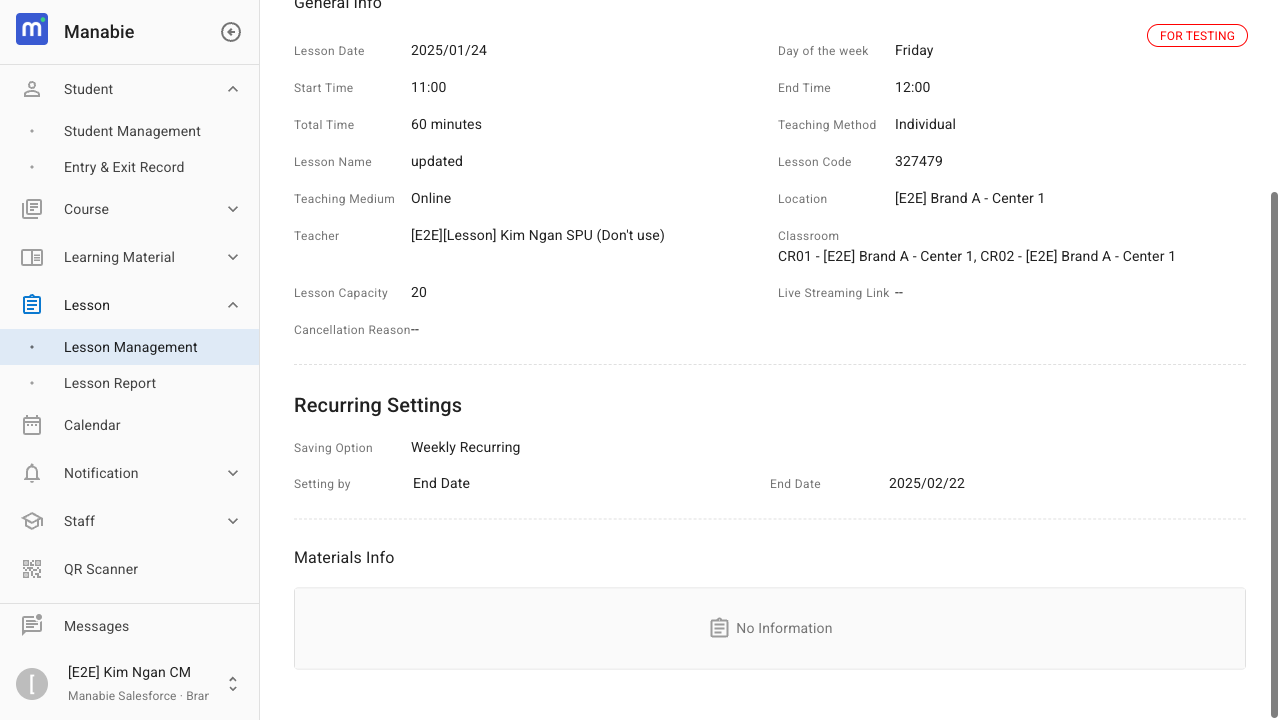 Manabie
Student
Student Management
Entry & Exit Record
Course
Learning Material
Lesson
Lesson Management
Lesson Report
Calendar
Notification
Staff
QR Scanner
Messages
[
[E2E] Kim Ngan CM
Manabie Salesforce · Brar
General Info
FOR TESTING
Lesson Date 2025/01/24
Day of the week Friday
Start Time 11:00
End Time 12:00
Total Time 60 minutes
Teaching Method Individual
Lesson Name updated
Lesson Code 327479
Teaching Medium Online
Location [E2E] Brand A - Center 1
Teacher [E2E][Lesson] Kim Ngan SPU (Don't use)
Classroom
CR01 - [E2E] Brand A - Center 1, CR02 - [E2E] Brand A - Center 1
Lesson Capacity 20
Live Streaming Link --
Cancellation Reason--
Recurring Settings
Saving Option Weekly Recurring
Setting by End Date
End Date 2025/02/22
Materials Info
No Information